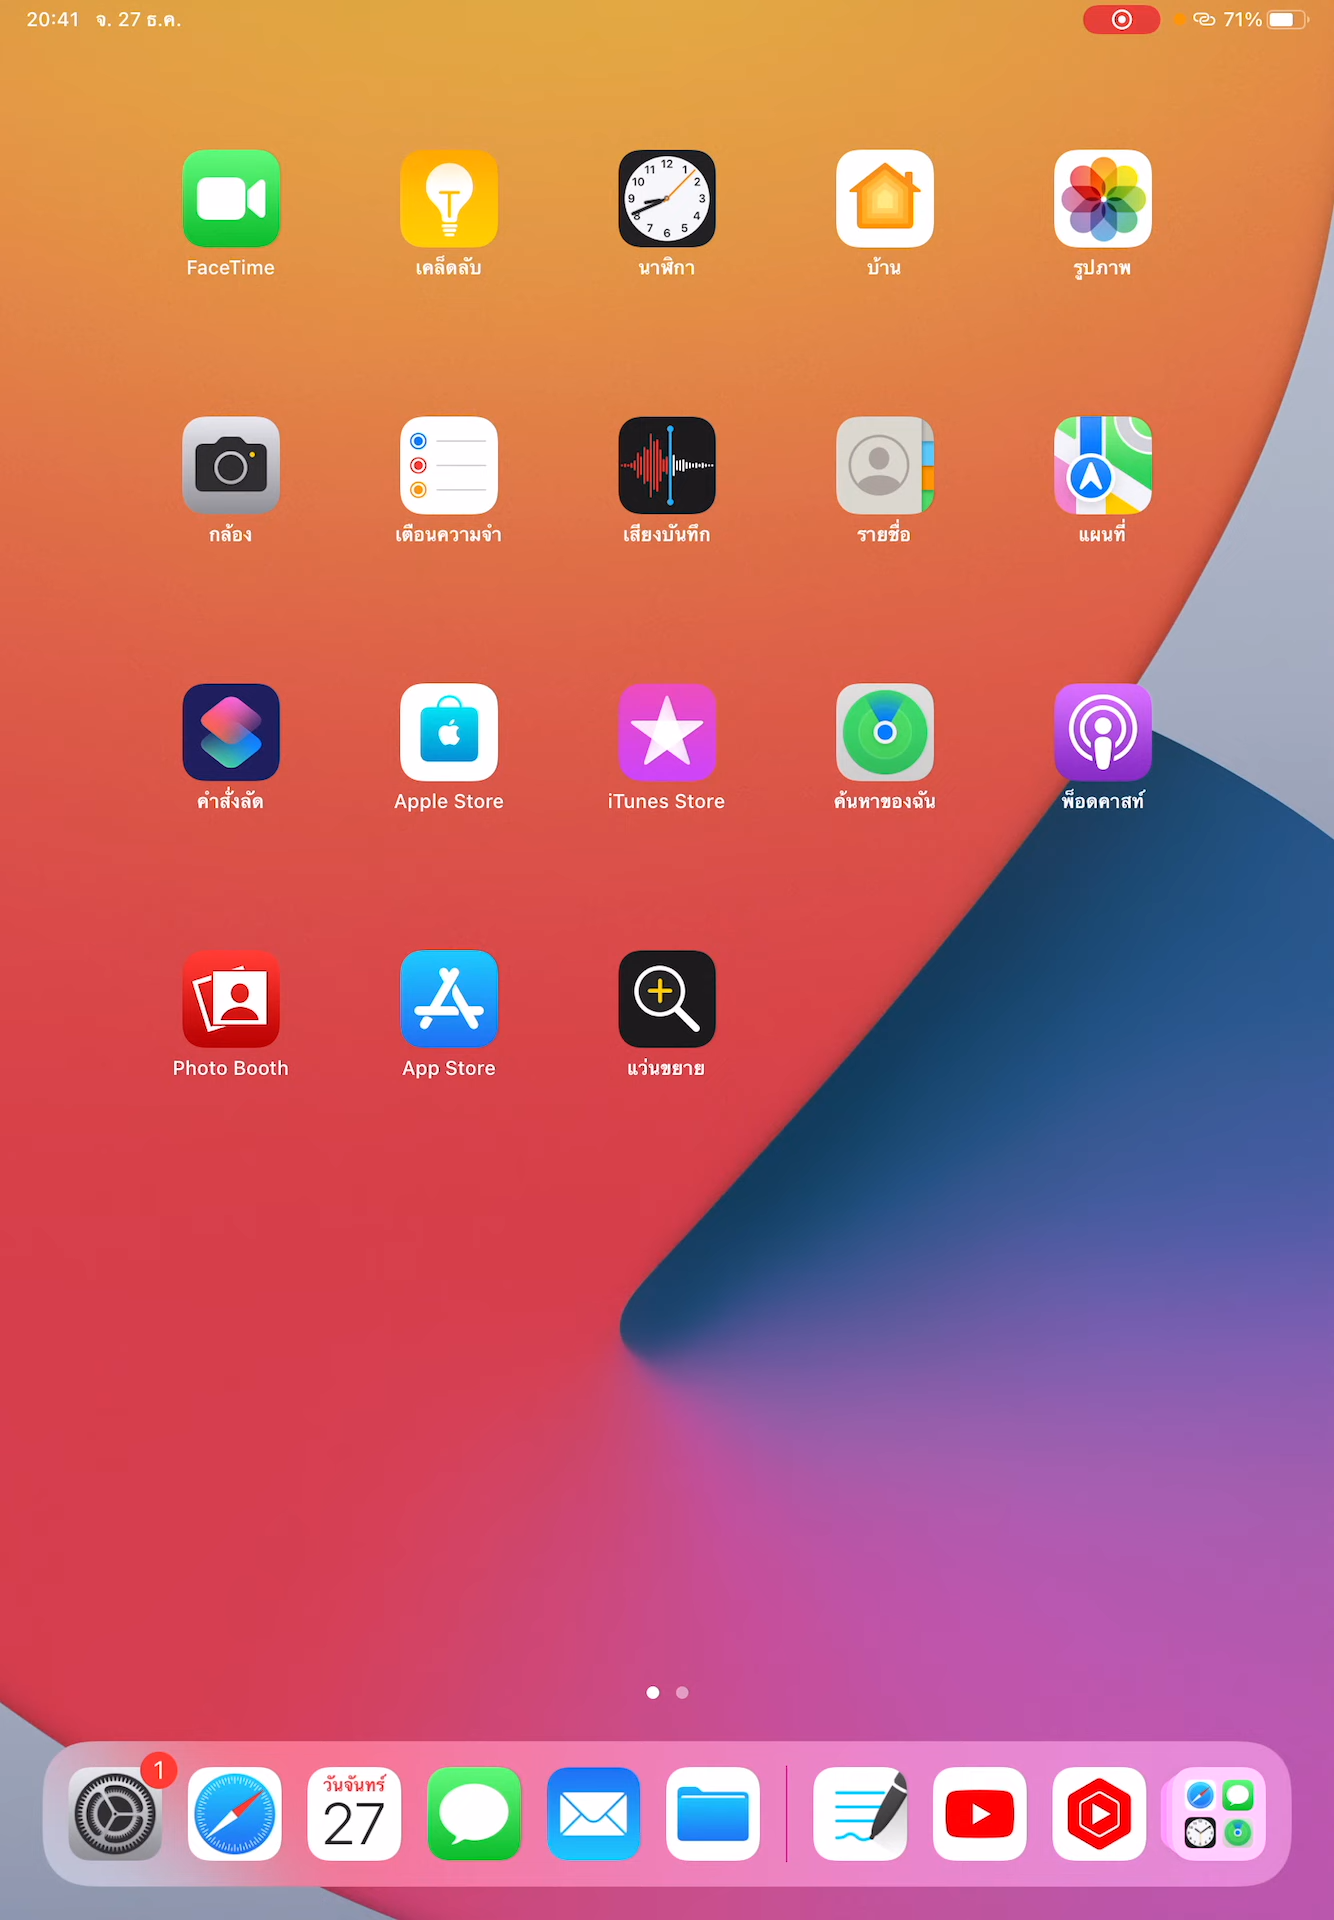 20:41 จ. 27 ธ.ค.
71%
FaceTime
เคล็ดลับ
นาฬิกา
บ้าน
รูปภาพ
กล้อง
เตือนความจำ
เสียงบันทึก
รายชื่อ
แผนที่
คำสั่งลัด
Apple Store
iTunes Store
ค้นหาของฉัน
พ็อดคาสท์
Photo Booth
App Store
แว่นขยาย
1
วันจันทร์
27